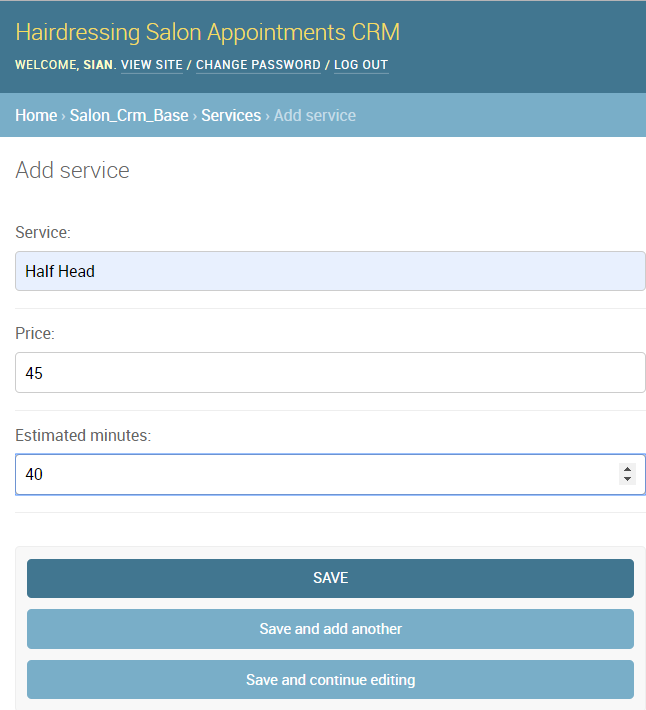 Hairdressing Salon Appointments CRM
WELCOME, SIAN. VIEW SITE / CHANGE PASSWORD / LOG OUT
Home › Salon_Crm_Base › Services › Add service
Add service
Service:
Half Head
Price:
45
Estimated minutes:
40
SAVE
Save and add another
Save and continue editing